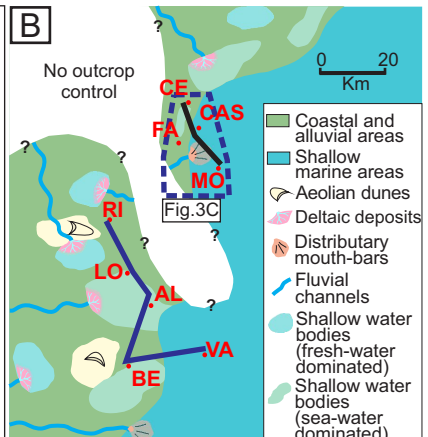 B
No outcrop
control
0 20
Km
CE
CAS
FA
MO
Fig.3C
RI
LO
AL
VA
BE
?
?
?
?
?
?
Coastal and
alluvial areas
Shallow
marine areas
Aeolian dunes
Deltaic deposits
Distributary
mouth-bars
Fluvial
channels
Shallow water
bodies
(fresh-water
dominated)
Shallow water
bodies
(sea-water
dominated)